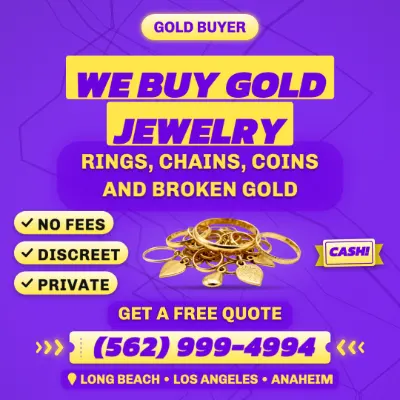 GOLD BUYER
WE BUY GOLD
JEWELRY
RINGS, CHAINS, COINS
AND BROKEN GOLD
✓ NO FEES
✓ DISCREET
✓ PRIVATE
CASH!
GET A FREE QUOTE
(562) 999-4994
LONG BEACH • LOS ANGELES • ANAHEIM